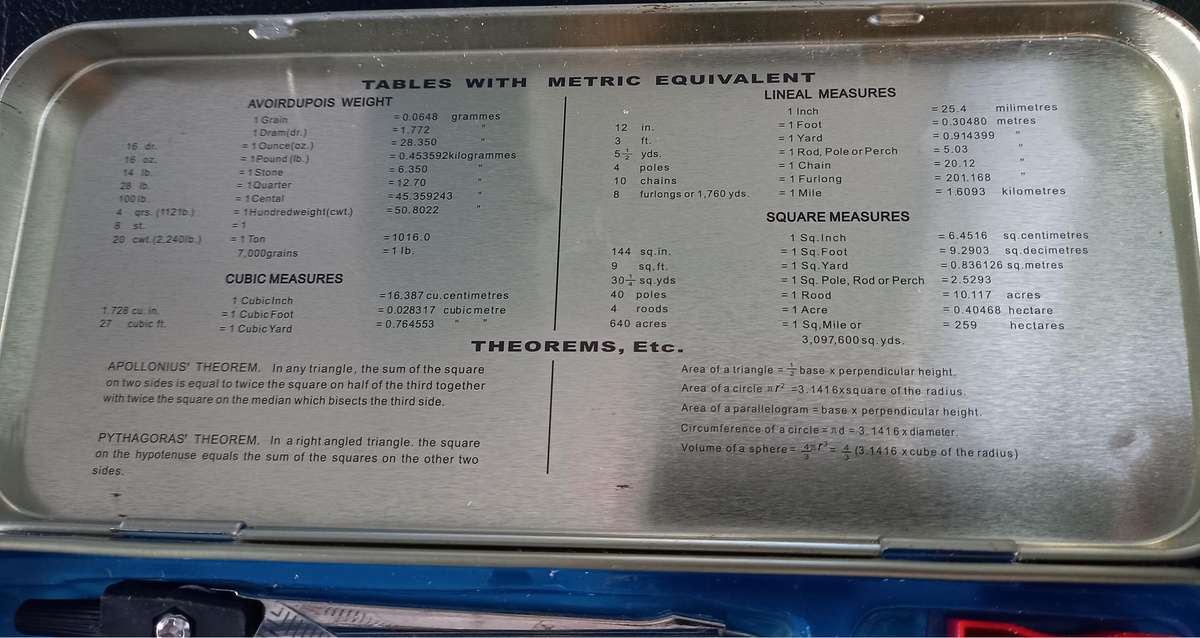 TABLES WITH METRIC EQUIVALENT
AVOIRDUPOIS WEIGHT
1 Grain = 0.0648 grammes
1 Dram(dr.) = 1.772 "
16 dr. = 1 Ounce(oz.) = 28.350 "
16 oz. = 1 Pound (lb.) = 0.453592kilogrammes
14 lb. = 1 Stone = 6.350 "
28 lb. = 1 Quarter = 12.70 "
100 lb. = 1 Cental = 45.359243 "
4 qrs. (112lb.) = 1 Hundredweight(cwt.) = 50.8022 "
8 st. = 1
20 cwt.(2,240lb.) = 1 Ton = 1016.0
7,000grains = 1 lb.
CUBIC MEASURES
1 Cubic Inch = 16.387 cu. centimetres
1.728 cu. in. = 1 Cubic Foot = 0.028317 cubic metre
27 cubic ft. = 1 Cubic Yard = 0.764553 " "
LINEAL MEASURES
1 Inch = 25.4 milimetres
12 in. = 1 Foot = 0.30480 metres
3 ft. = 1 Yard = 0.914399 "
5 1/2 yds. = 1 Rod, Pole or Perch = 5.03
4 poles = 1 Chain = 20.12 "
10 chains = 1 Furlong = 201.168 "
8 furlongs or 1,760 yds. = 1 Mile = 1.6093 kilometres
SQUARE MEASURES
1 Sq. Inch = 6.4516 sq. centimetres
144 sq. in. = 1 Sq. Foot = 9.2903 sq. decimetres
9 sq, ft. = 1 Sq. Yard = 0.836126 sq. metres
30 1/4 sq. yds = 1 Sq. Pole, Rod or Perch = 2.5293
40 poles = 1 Rood = 10.117 acres
4 roods = 1 Acre = 0.40468 hectare
640 acres = 1 Sq, Mile or = 259 hectares
3,097,600 sq. yds.
THEOREMS, Etc.
APOLLONIUS' THEOREM. In any triangle, the sum of the square
on two sides is equal to twice the square on half of the third together
with twice the square on the median which bisects the third side.
PYTHAGORAS' THEOREM. In a right angled triangle. the square
on the hypotenuse equals the sum of the squares on the other two
sides.
Area of a triangle = 1/2 base x perpendicular height.
Area of a circle πr² = 3.1416 x square of the radius.
Area of a parallelogram = base x perpendicular height.
Circumference of a circle = πd = 3.1416 x diameter.
Volume of a sphere = 4/3 πr³ = 4/3 (3.1416 x cube of the radius)